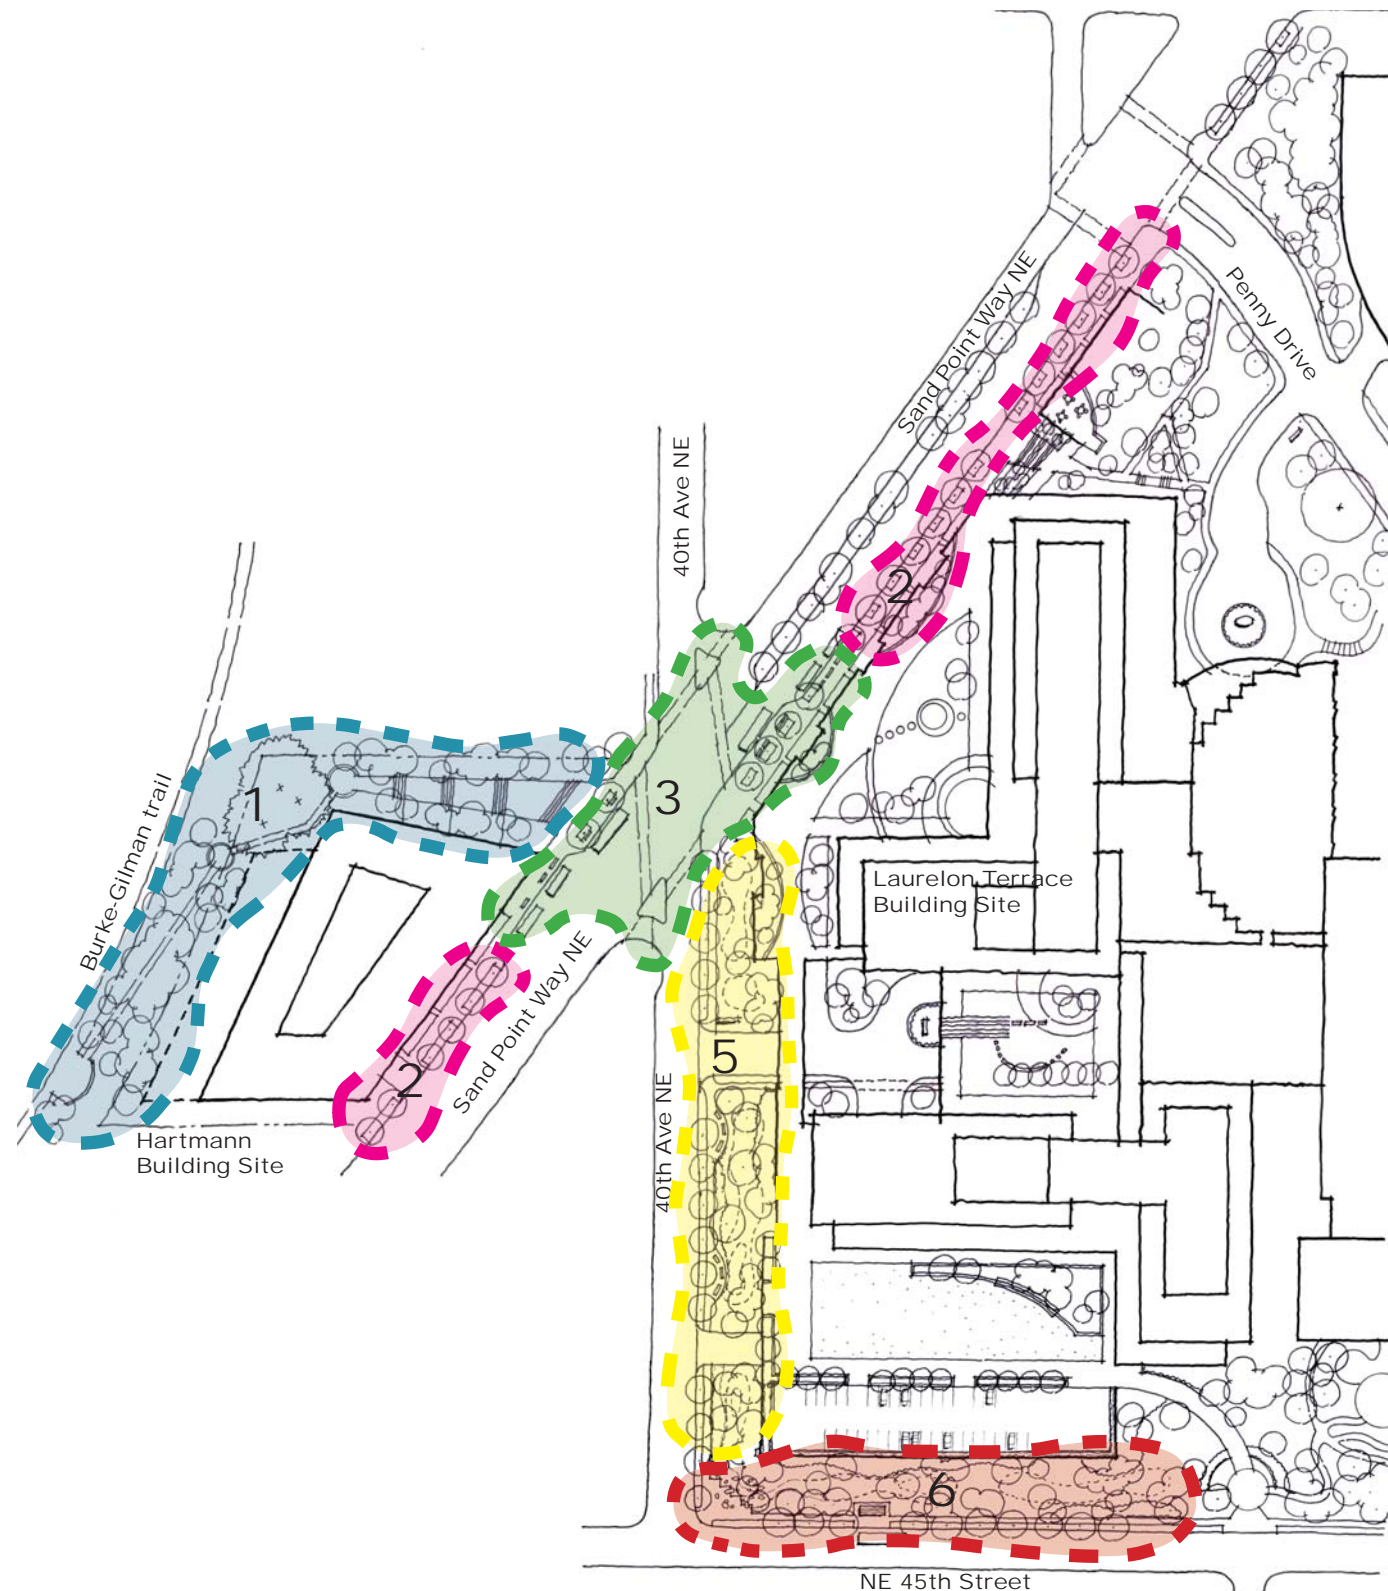 Sand Point Way NE
Penny Drive
40th Ave NE
2
1
3
Burke-Gilman trail
Laurelon Terrace
Building Site
Sand Point Way NE
5
2
40th Ave NE
Hartmann
Building Site
6
NE 45th Street